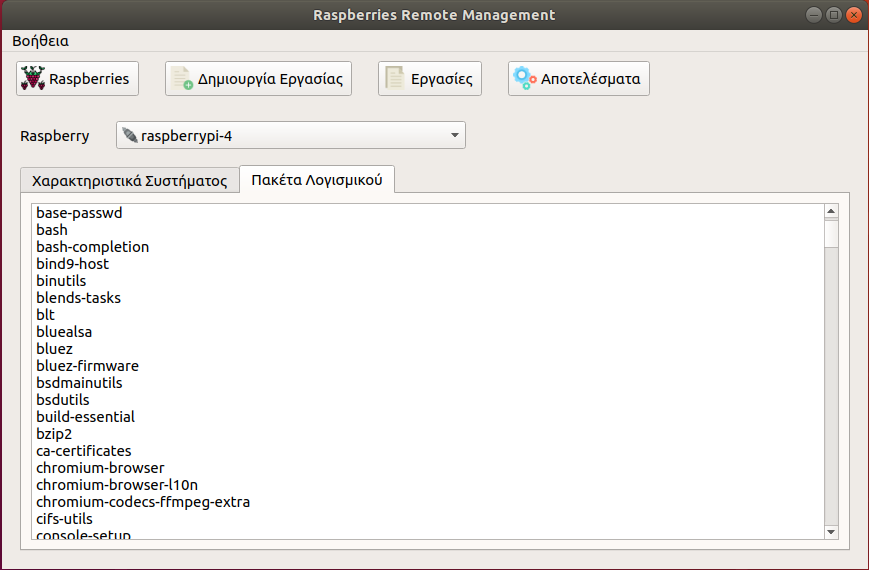 Raspberries Remote Management
Βοήθεια
Raspberries Δημιουργία Εργασίας Εργασίες Αποτελέσματα
Raspberry raspberrypi-4
Χαρακτηριστικά Συστήματος Πακέτα Λογισμικού
base-passwd
bash
bash-completion
bind9-host
binutils
blends-tasks
blt
bluealsa
bluez
bluez-firmware
bsdmainutils
bsdutils
build-essential
bzip2
ca-certificates
chromium-browser
chromium-browser-l10n
chromium-codecs-ffmpeg-extra
cifs-utils
console-setup